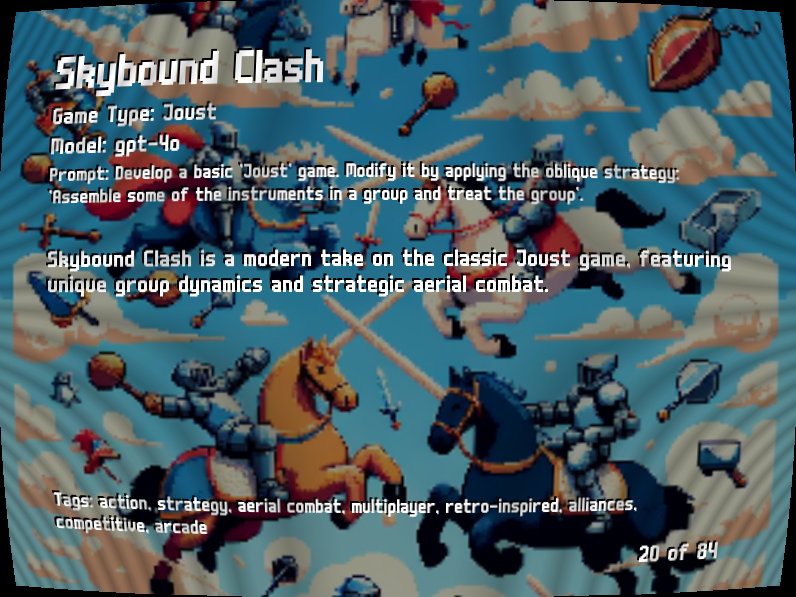 Skybound Clash
Game Type: Joust
Model: gpt-4o
Prompt: Develop a basic 'Joust' game. Modify it by applying the oblique strategy:
'Assemble some of the instruments in a group and treat the group'.
Skybound Clash is a modern take on the classic Joust game, featuring
unique group dynamics and strategic aerial combat.
Tags: action, strategy, aerial combat, multiplayer, retro-inspired, alliances,
competitive, arcade
20 of 84